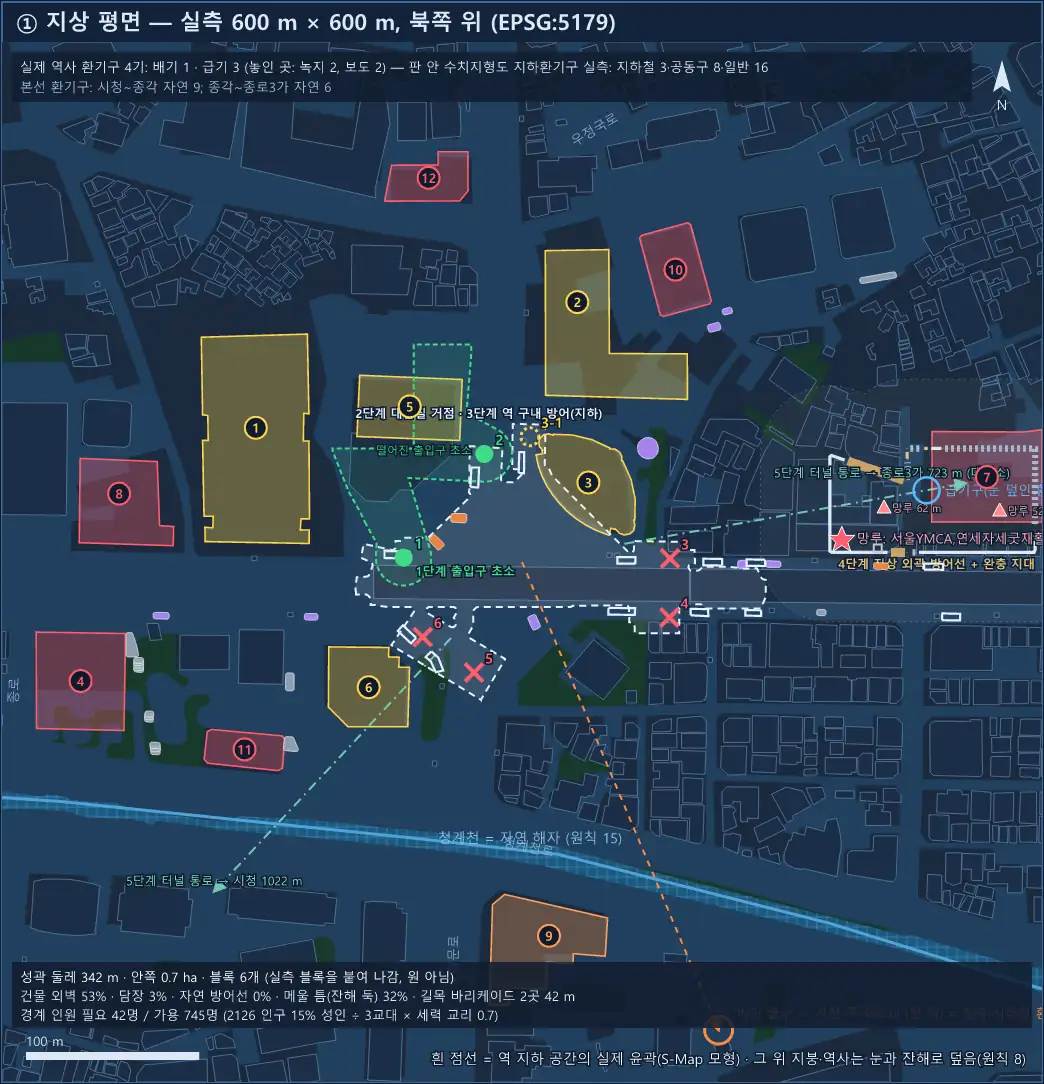 ① 지상 평면 — 실측 600 m × 600 m, 북쪽 위 (EPSG:5179)
실제 역사 환기구 4기: 배기 1 · 급기 3 (놓인 곳: 녹지 2, 보도 2) — 판 안 수치지형도 지하환기구 실측: 지하철 3·공동구 8·일반 16
본선 환기구: 시청~종각 자연 9; 종각~종로3가 자연 6
N
우정국로
12
10
2
5
2단계 대 거점 · 3단계 역 구내 방어(지하)
3-1
1
2
떨어진 출입구 초소
3
5단계 터널 통로 → 종로3가 723 m
7
8
급기구(눈 덮인
망루 62 m
망루 52
망루: 서울YMCA,연세자세굿재활
1
3
1단계 출입구 초소
4단계 지상 외곽 방어선 + 완충 지대
4
6
5
4
6
종로
11
청계천 = 자연 해자 (원칙 15)
5단계 터널 통로 → 시청 1022 m
9
성곽 둘레 342 m · 안쪽 0.7 ha · 블록 6개 (실측 블록을 붙여 나감, 원 아님)
건물 외벽 53% · 담장 3% · 자연 방어선 0% · 메울 틈(잔해 둑) 32% · 길목 바리케이드 2곳 42 m
경계 인원 필요 42명 / 가용 745명 (2126 인구 15% 성인 ÷ 3교대 × 세력 교리 0.7)
100 m
흰 점선 = 역 지하 공간의 실제 윤곽(S-Map 모형) · 그 위 지붕·역사는 눈과 잔해로 덮음(원칙 8)